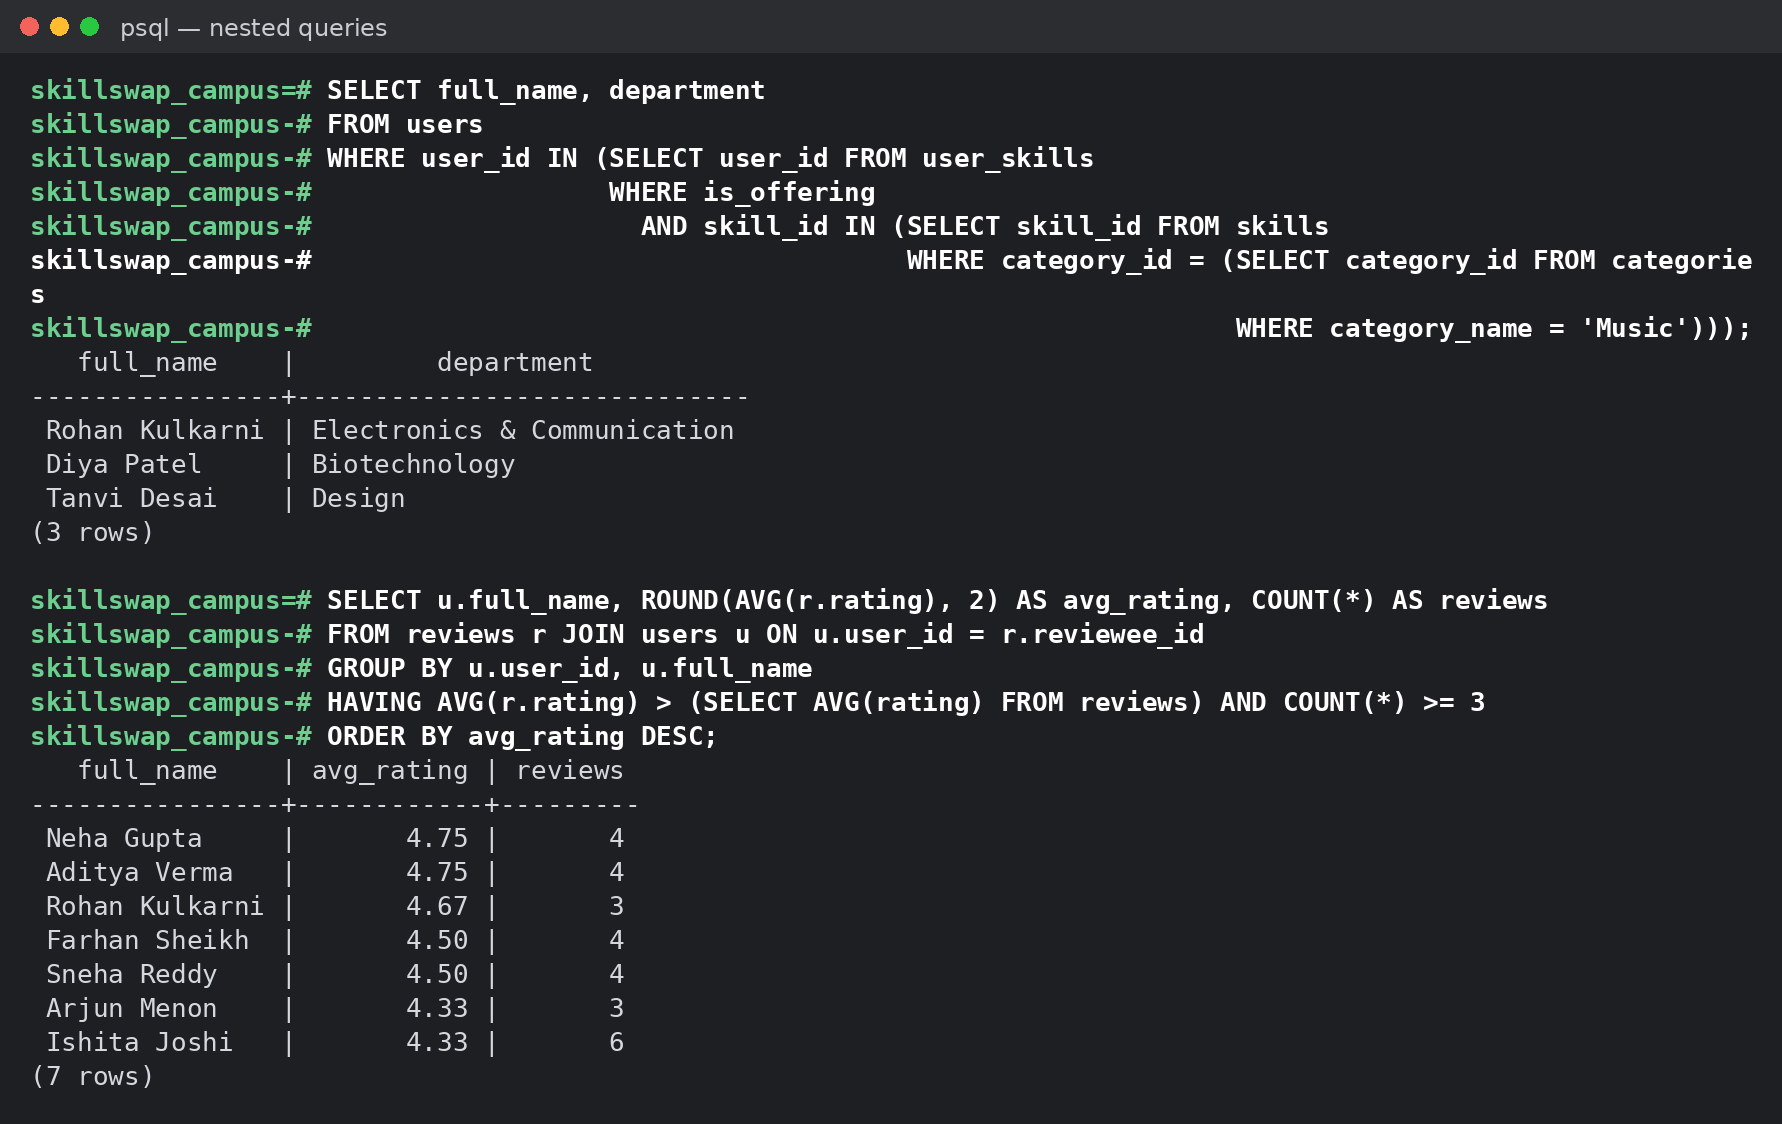 psql — nested queries
skillswap_campus=# SELECT full_name, department
skillswap_campus-# FROM users
skillswap_campus-# WHERE user_id IN (SELECT user_id FROM user_skills
skillswap_campus-#                   WHERE is_offering
skillswap_campus-#                     AND skill_id IN (SELECT skill_id FROM skills
skillswap_campus-#                                      WHERE category_id = (SELECT category_id FROM categorie
s
skillswap_campus-#                                                           WHERE category_name = 'Music')));
   full_name    |         department
----------------+-----------------------------
 Rohan Kulkarni | Electronics & Communication
 Diya Patel     | Biotechnology
 Tanvi Desai    | Design
(3 rows)

skillswap_campus=# SELECT u.full_name, ROUND(AVG(r.rating), 2) AS avg_rating, COUNT(*) AS reviews
skillswap_campus-# FROM reviews r JOIN users u ON u.user_id = r.reviewee_id
skillswap_campus-# GROUP BY u.user_id, u.full_name
skillswap_campus-# HAVING AVG(r.rating) > (SELECT AVG(rating) FROM reviews) AND COUNT(*) >= 3
skillswap_campus-# ORDER BY avg_rating DESC;
   full_name    | avg_rating | reviews
----------------+------------+---------
 Neha Gupta     |       4.75 |       4
 Aditya Verma   |       4.75 |       4
 Rohan Kulkarni |       4.67 |       3
 Farhan Sheikh  |       4.50 |       4
 Sneha Reddy    |       4.50 |       4
 Arjun Menon    |       4.33 |       3
 Ishita Joshi   |       4.33 |       6
(7 rows)